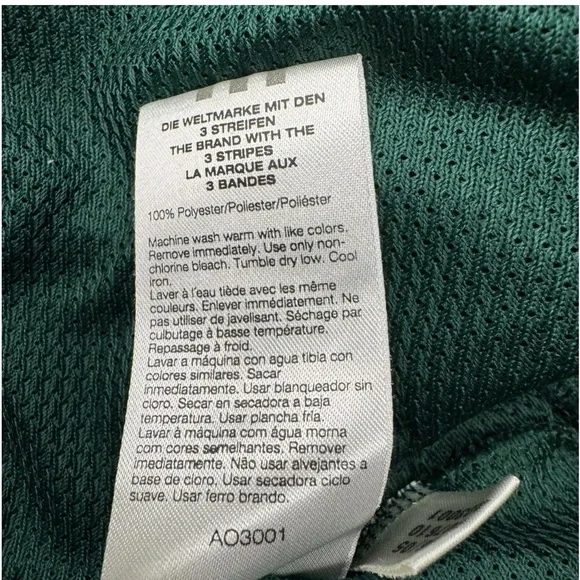 DIE WELTMARKE MIT DEN
3 STREIFEN
THE BRAND WITH THE
3 STRIPES
LA MARQUE AUX
3 BANDES
100% Polyester/Poliester/Poliéster
Machine wash warm with like colors.
Remove immediately. Use only non-
chlorine bleach. Tumble dry low. Cool
iron.
Laver à l'eau tiède avec les même
couleurs. Enlever immédiatement. Ne
pas utiliser de javelisant. Séchage par
culbutage à basse température.
Repassage à froid.
Lavar a máquina con agua tibia con
colores similares. Sacar
inmediatamente. Usar blanqueador sin
cloro. Secar en secadora a baja
temperatura. Usar plancha fría.
Lavar à máquina com água morna
com cores semelhantes. Remover
imediatamente. Não usar alvejantes a
base de cloro. Usar secadora ciclo
suave. Usar ferro brando.
AO3001